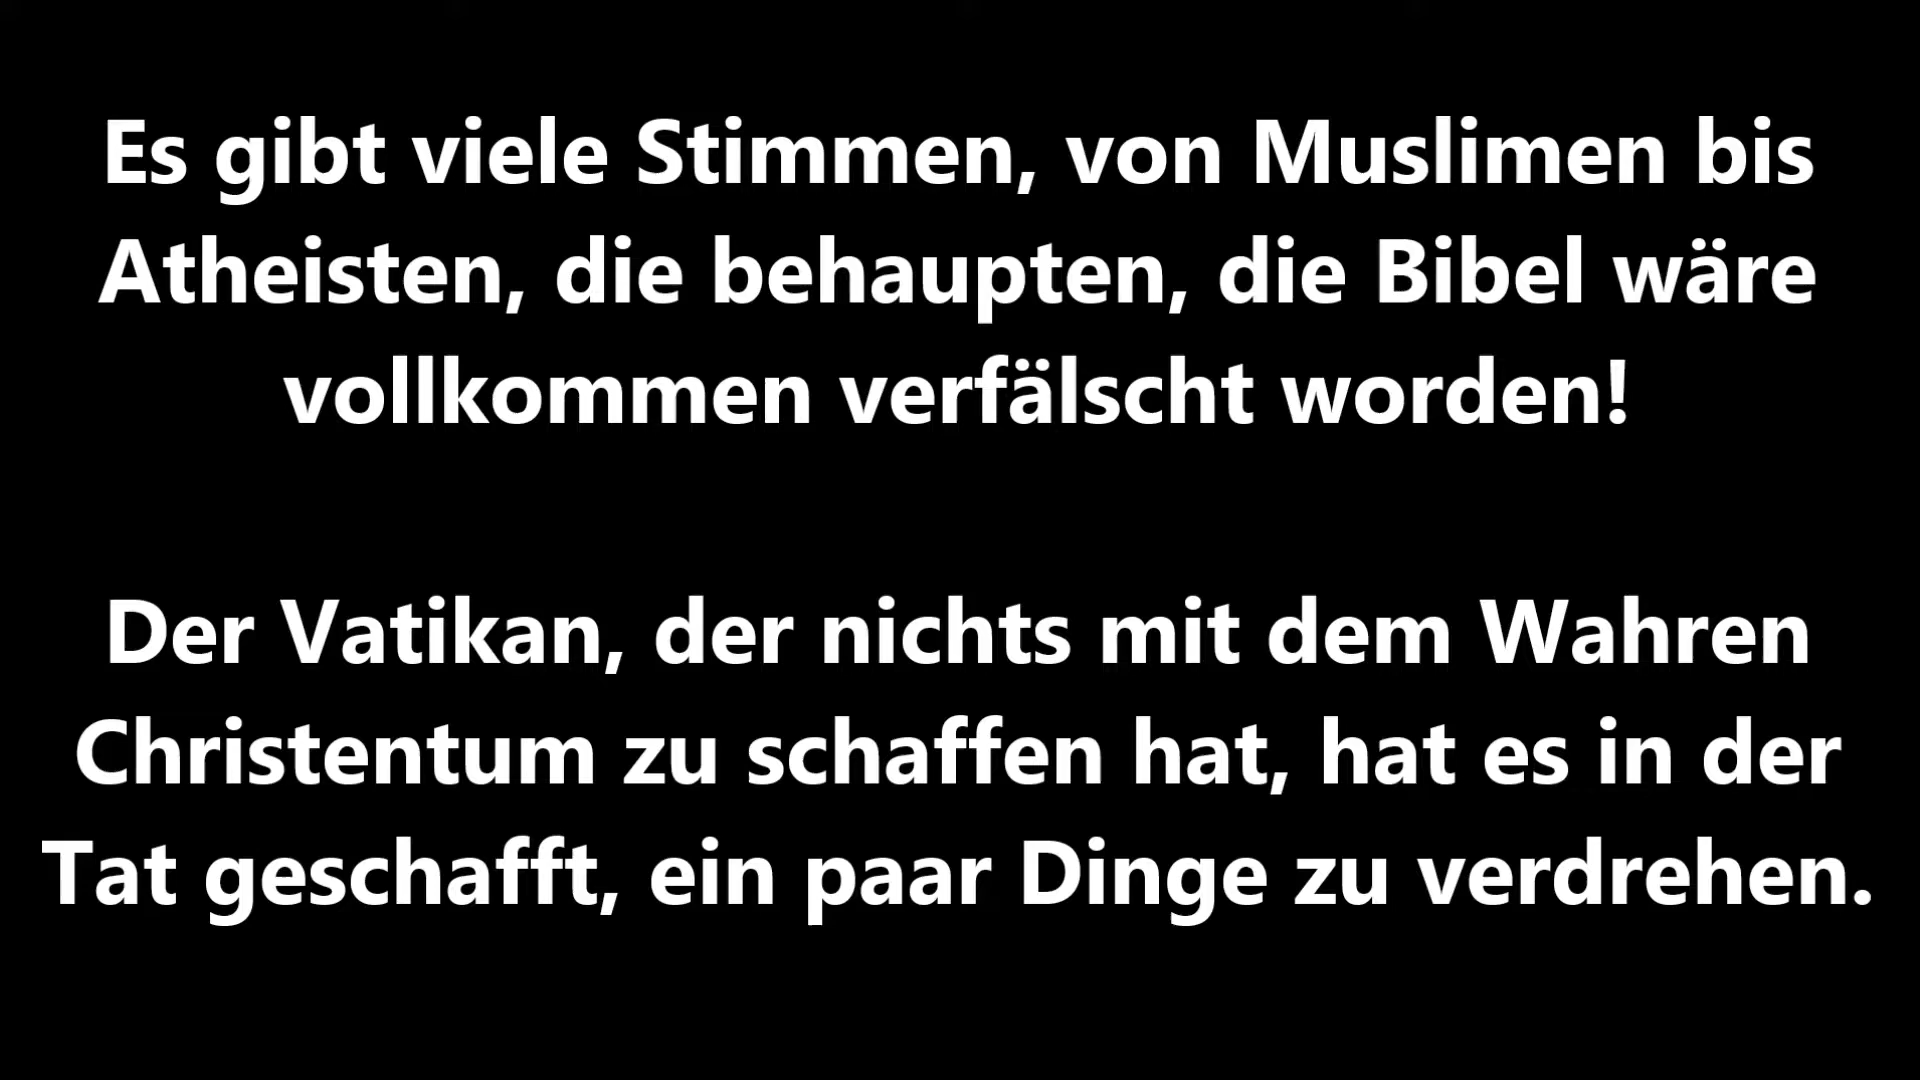 Es gibt viele Stimmen, von Muslimen bis
Atheisten, die behaupten, die Bibel wäre
vollkommen verfälscht worden!
Der Vatikan, der nichts mit dem Wahren
Christentum zu schaffen hat, hat es in der
Tat geschafft, ein paar Dinge zu verdrehen.